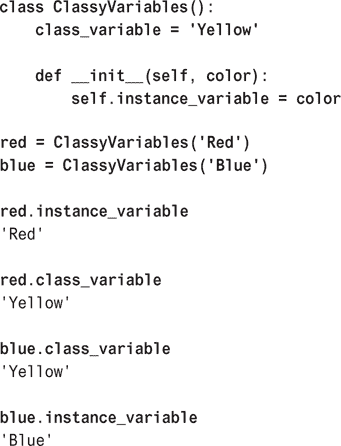 class ClassyVariables():
    class_variable = 'Yellow'
    def __init__(self, color):
        self.instance_variable = color
red = ClassyVariables('Red')
blue = ClassyVariables('Blue')
red.instance_variable
'Red'
red.class_variable
'Yellow'
blue.class_variable
'Yellow'
blue.instance_variable
'Blue'